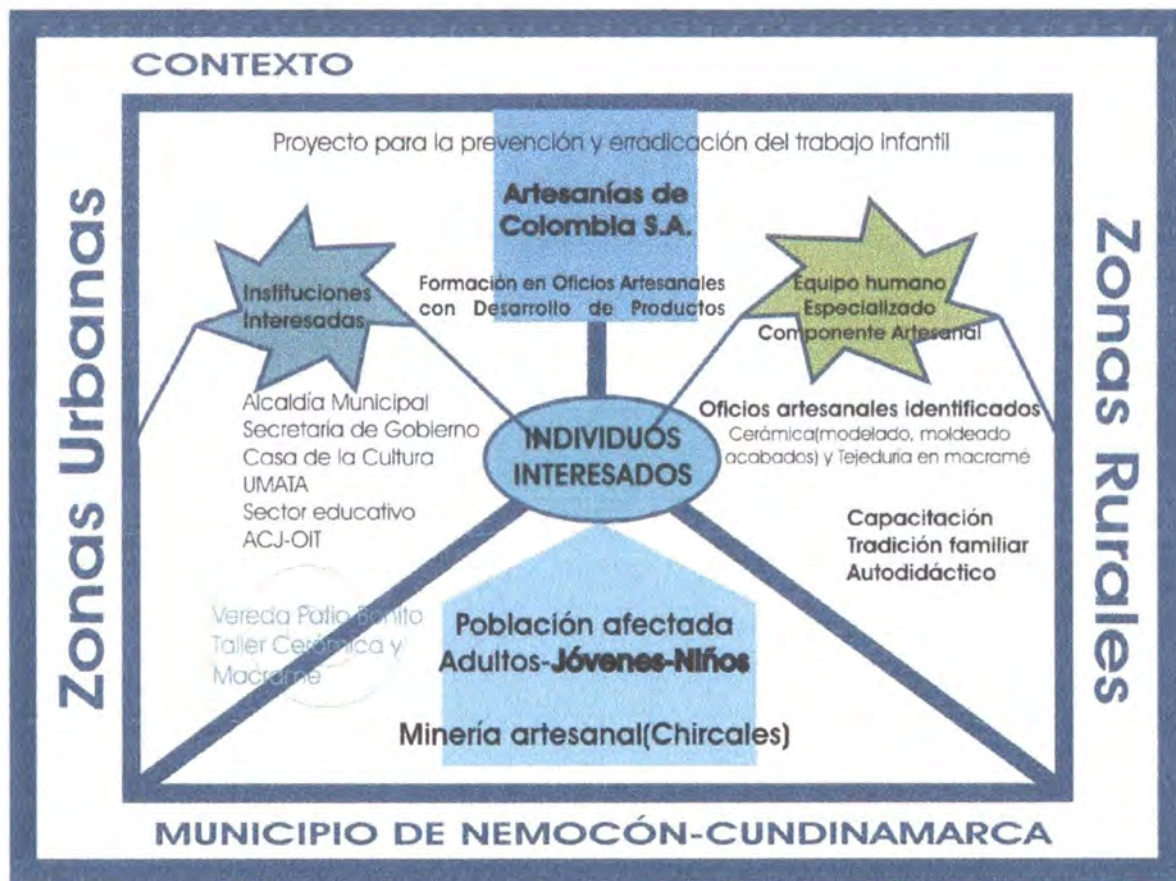 CONTEXTO
Proyecto para la prevención y erradicación del trabajo infantil
Zonas Urbanas
Artesanías de
Colombia S.A.
Formación en Oficios Artesanales
con Desarrollo de Productos
Instituciones
Interesadas
Equipo humano
Especializado
Componente Artesanal
Zonas Rurales
Alcaldía Municipal
Secretaría de Gobierno
Casa de la Cultura
UMATA
Sector educativo
ACJ-OIT
INDIVIDUOS
INTERESADOS
Oficios artesanales identificados
Cerámica(modelado, moldeado
acabados) y Tejeduria en macramé
Capacitación
Tradición familiar
Autodidáctico
Vereda Patio Bonito
Taller Cerámica y
Macramé
Población afectada
Adultos-Jóvenes-Niños
Minería artesanal(Chircales)
MUNICIPIO DE NEMOCÓN-CUNDINAMARCA